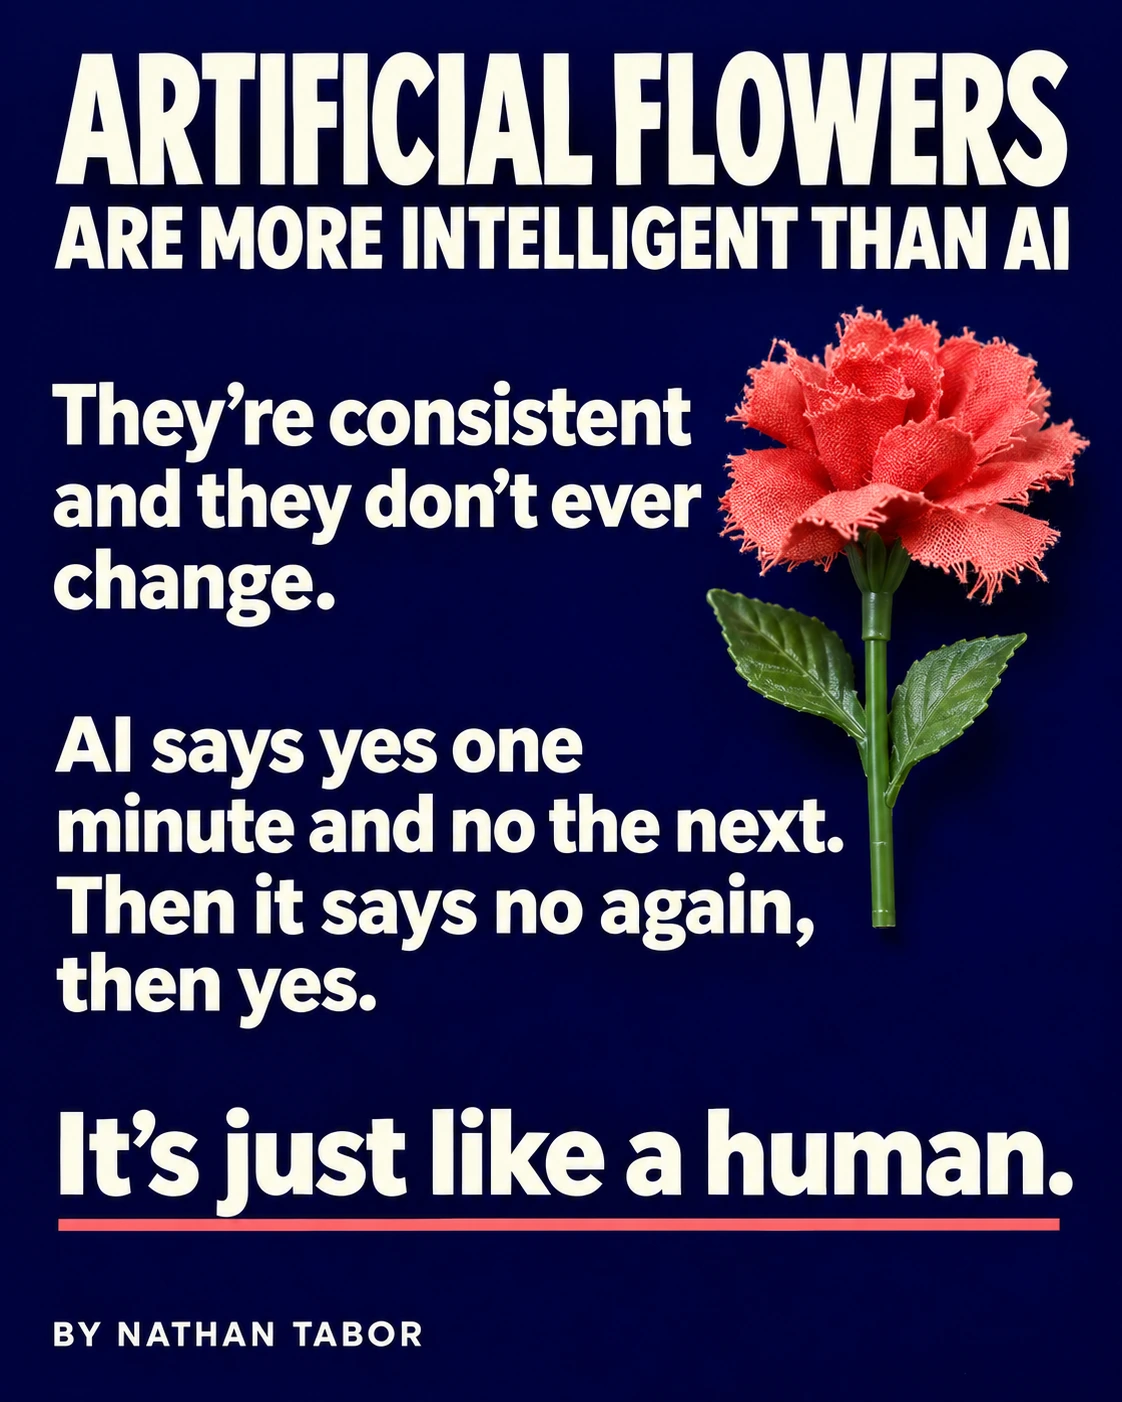 ARTIFICIAL FLOWERS
ARE MORE INTELLIGENT THAN AI
They’re consistent
and they don’t ever
change.
AI says yes one
minute and no the next.
Then it says no again,
then yes.
It’s just like a human.
BY NATHAN TABOR